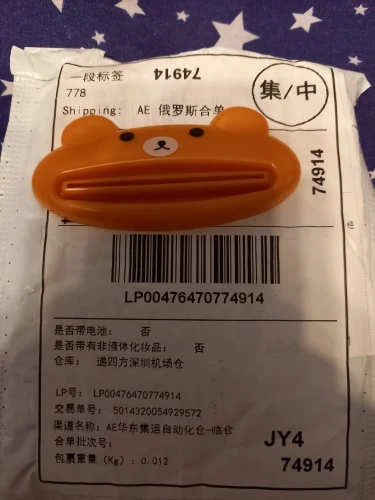 一段标签
74914
778
集/中
Shipping: AE 俄罗斯合单
74914
LP00476470774914
是否带电池： 否
是否带有非液体化妆品： 否
仓库： 递四方深圳机场仓
LP号： LP00476470774914
交易单号： 5014320054929572
渠道名称：AE华东集运自动化仓-临仓
合单批次号：
包裹重量（Kg）：0.012
JY4
74914